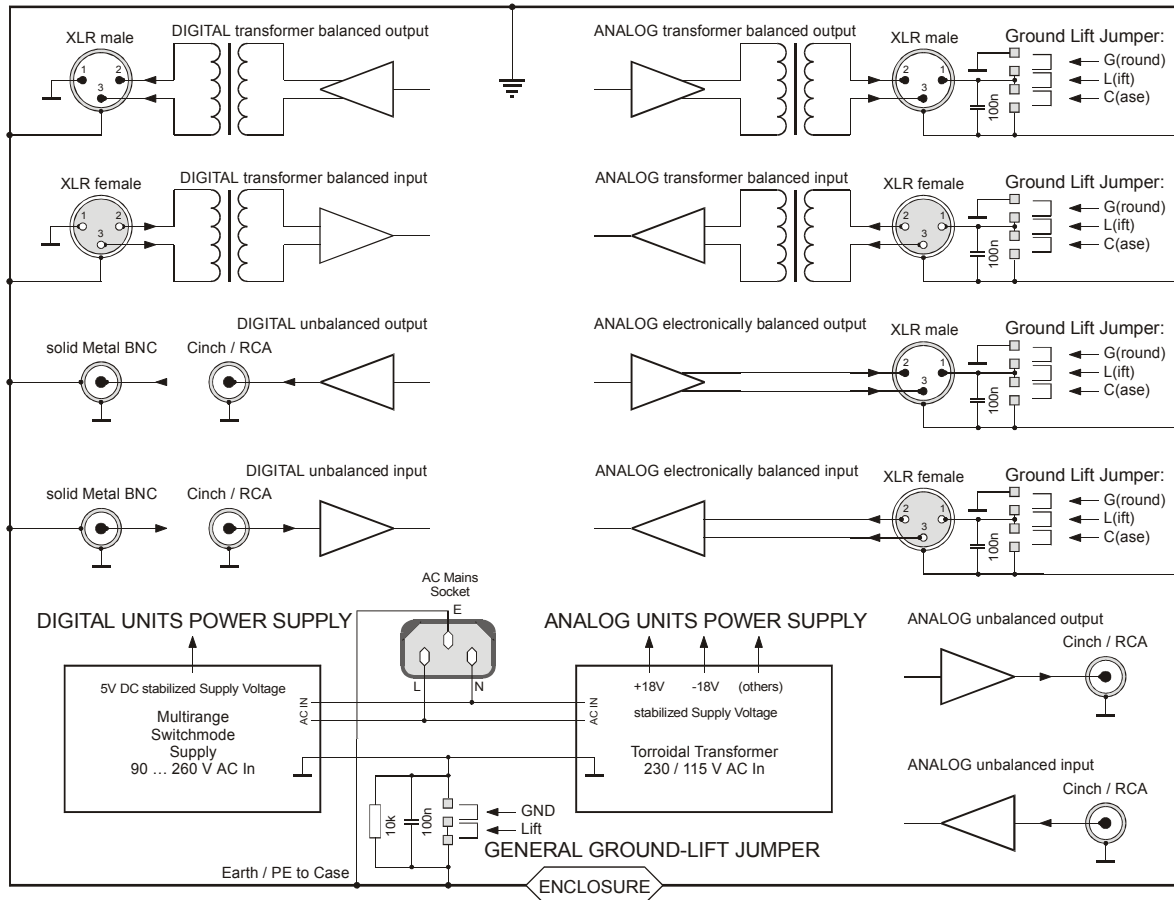 DIGITAL transformer balanced output
XLR male
1
2
3
ANALOG transformer balanced output
XLR male
2
1
3
100n
Ground Lift Jumper:
G(round)
L(ift)
C(ase)
DIGITAL transformer balanced input
XLR female
1
2
3
ANALOG transformer balanced input
XLR female
2
1
3
100n
Ground Lift Jumper:
G(round)
L(ift)
C(ase)
DIGITAL unbalanced output
solid Metal BNC
Cinch / RCA
ANALOG electronically balanced output
XLR male
2
1
3
100n
Ground Lift Jumper:
G(round)
L(ift)
C(ase)
DIGITAL unbalanced input
solid Metal BNC
Cinch / RCA
ANALOG electronically balanced input
XLR female
2
1
3
100n
Ground Lift Jumper:
G(round)
L(ift)
C(ase)
AC Mains
Socket
E
L
N
DIGITAL UNITS POWER SUPPLY
5V DC stabilized Supply Voltage
AC IN
Multirange
Switchmode
Supply
90 … 260 V AC In
ANALOG UNITS POWER SUPPLY
+18V
-18V
(others)
AC IN
stabilized Supply Voltage
Torroidal Transformer
230 / 115 V AC In
ANALOG unbalanced output
Cinch / RCA
ANALOG unbalanced input
Cinch / RCA
10k
100n
GND
Lift
GENERAL GROUND-LIFT JUMPER
Earth / PE to Case
ENCLOSURE